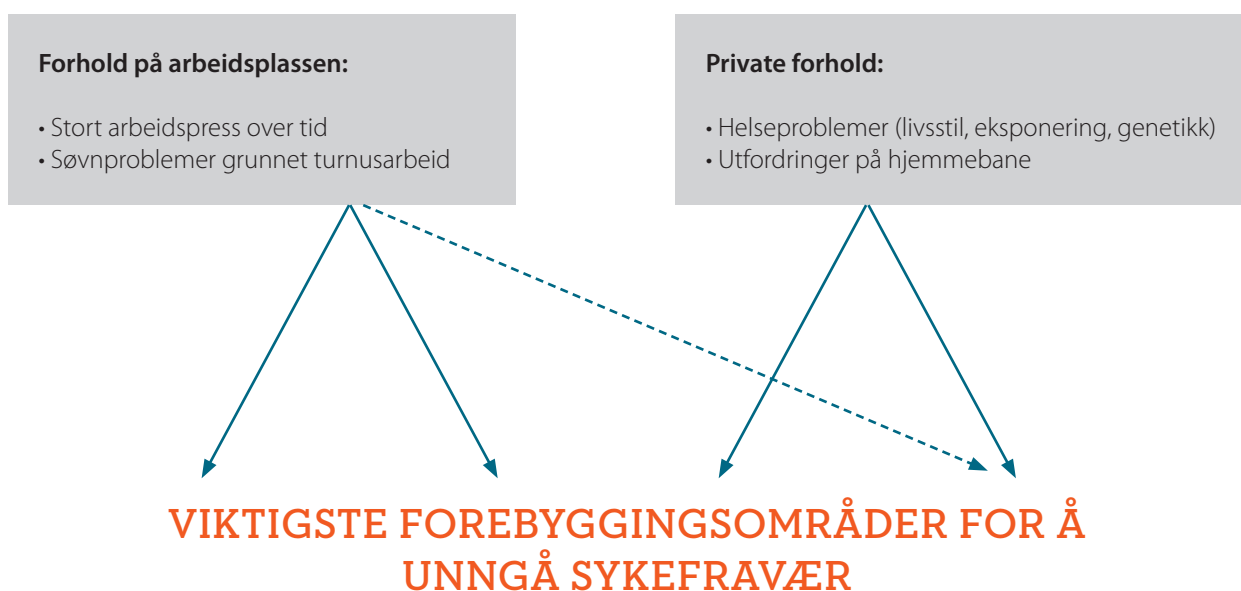 Forhold på arbeidsplassen:
• Stort arbeidspress over tid
• Søvnproblemer grunnet turnusarbeid
Private forhold:
• Helseproblemer (livsstil, eksponering, genetikk)
• Utfordringer på hjemmebane
VIKTIGSTE FOREBYGGINGSOMRÅDER FOR Å
UNNGÅ SYKEFRAVÆR